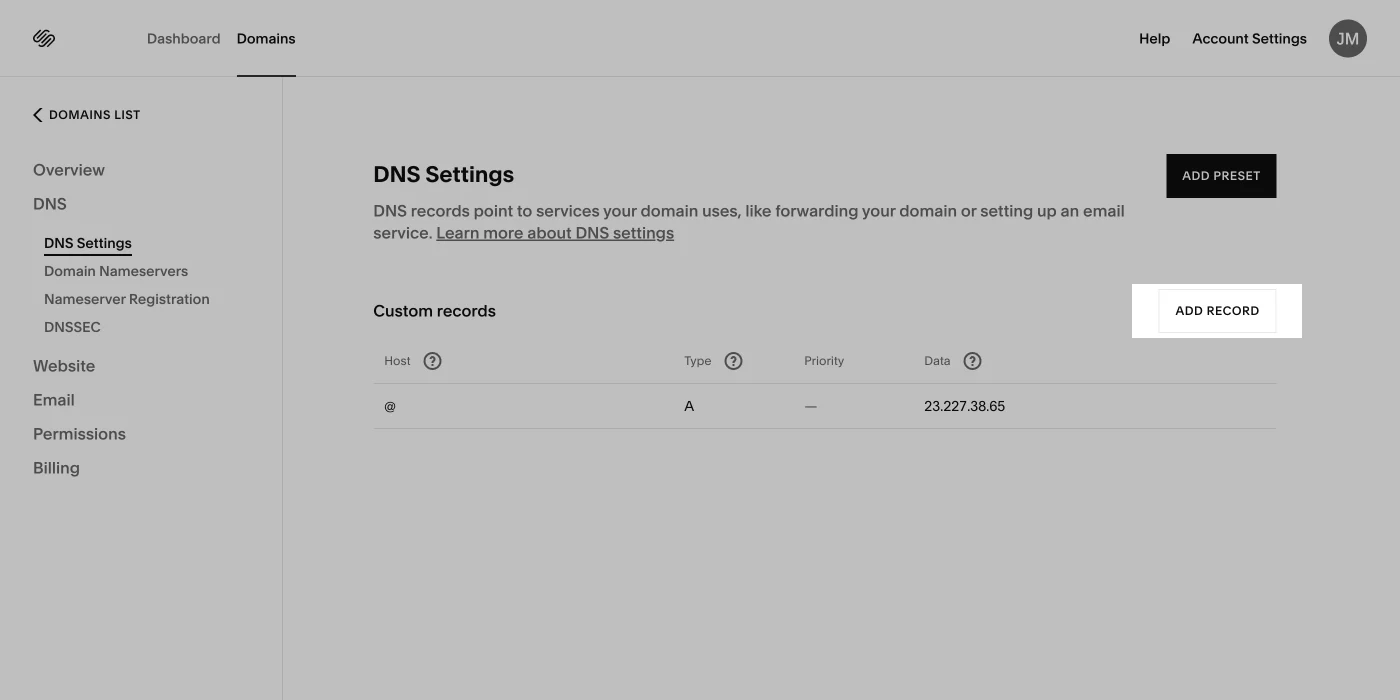 Dashboard Domains Help Account Settings JM
DOMAINS LIST
Overview
DNS
DNS Settings
Domain Nameservers
Nameserver Registration
DNSSEC
Website
Email
Permissions
Billing
DNS Settings
ADD PRESET
DNS records point to services your domain uses, like forwarding your domain or setting up an email
service. Learn more about DNS settings
Custom records
ADD RECORD
Host ? Type ? Priority Data ?
@ A — 23.227.38.65